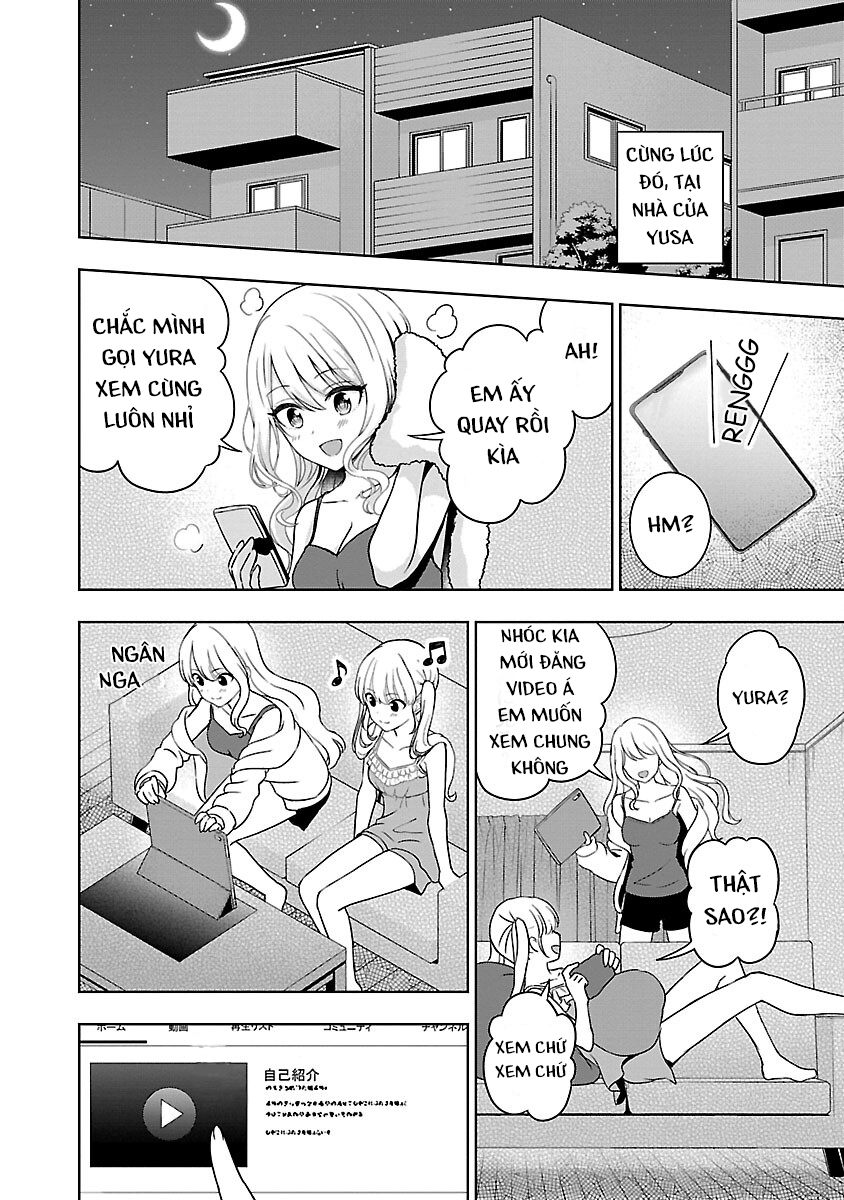 CÙNG LÚC
ĐÓ, TẠI
NHÀ CỦA
YUSA
RENGGG
HM?
AH!
EM ẤY
QUAY RỒI
KÌA
CHẮC MÌNH
GỌI YURA
XEM CÙNG
LUÔN NHỈ
YURA?
NHÓC KIA
MỚI ĐĂNG
VIDEO Á
EM MUỐN
XEM CHUNG
KHÔNG
THẬT
SAO?!
XEM CHỨ
XEM CHỨ
NGÂN
NGA
ホーム 動画 再生リスト コミュニティ チャンネル
自己紹介